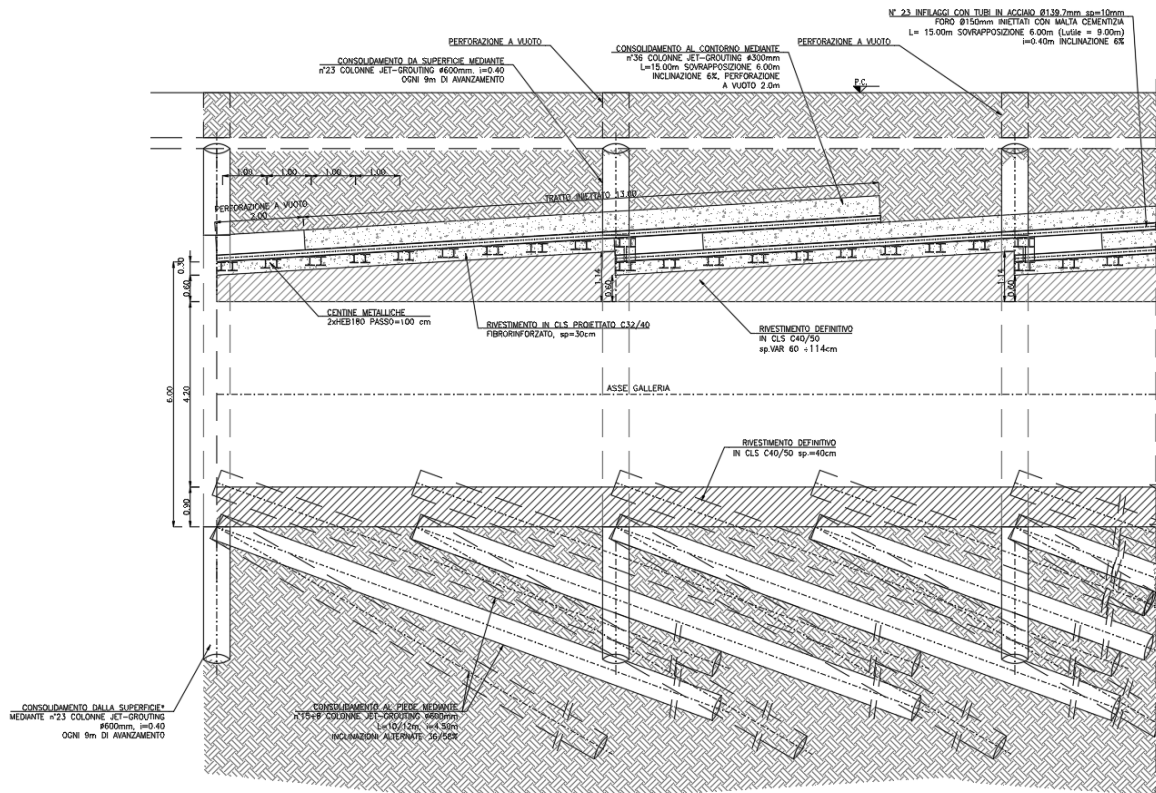 N° 23 INFILAGGI CON TUBI IN ACCIAIO Ø139.7mm sp=10mm
FORO Ø150mm INIETTATI CON MALTA CEMENTIZIA
L= 15.00m SOVRAPPOSIZIONE 6.00m (Lutile = 9.00m)
i=0.40m INCLINAZIONE 6%
PERFORAZIONE A VUOTO
CONSOLIDAMENTO AL CONTORNO MEDIANTE
n°36 COLONNE JET-GROUTING Ø300mm
L=15.00m SOVRAPPOSIZIONE 6.00m
INCLINAZIONE 6%, PERFORAZIONE
A VUOTO 2.0m
PERFORAZIONE A VUOTO
CONSOLIDAMENTO DA SUPERFICIE MEDIANTE
n°23 COLONNE JET-GROUTING Ø600mm, i=0.40
OGNI 9m DI AVANZAMENTO
P.C.
1.00 1.00 1.00 1.00
TRATTO INIETTATO 13.00
PERFORAZIONE A VUOTO
2.00
0.30
0.60
1.14
0.60
1.14
0.60
CENTINE METALLICHE
2xHEB180 PASSO=100 cm
RIVESTIMENTO IN CLS PROIETTATO C32/40
FIBRORINFORZATO, sp=30cm
RIVESTIMENTO DEFINITIVO
IN CLS C40/50
sp.VAR 60 ÷114cm
6.00
4.20
ASSE GALLERIA
RIVESTIMENTO DEFINITIVO
IN CLS C40/50 sp.=40cm
0.90
CONSOLIDAMENTO DALLA SUPERFICIE*
MEDIANTE n°23 COLONNE JET-GROUTING
Ø600mm, i=0.40
OGNI 9m DI AVANZAMENTO
CONSOLIDAMENTO AL PIEDE MEDIANTE
n°15+8 COLONNE JET-GROUTING Ø600mm
L=10/12m, i=4.50m
INCLINAZIONI ALTERNATE 36/58%